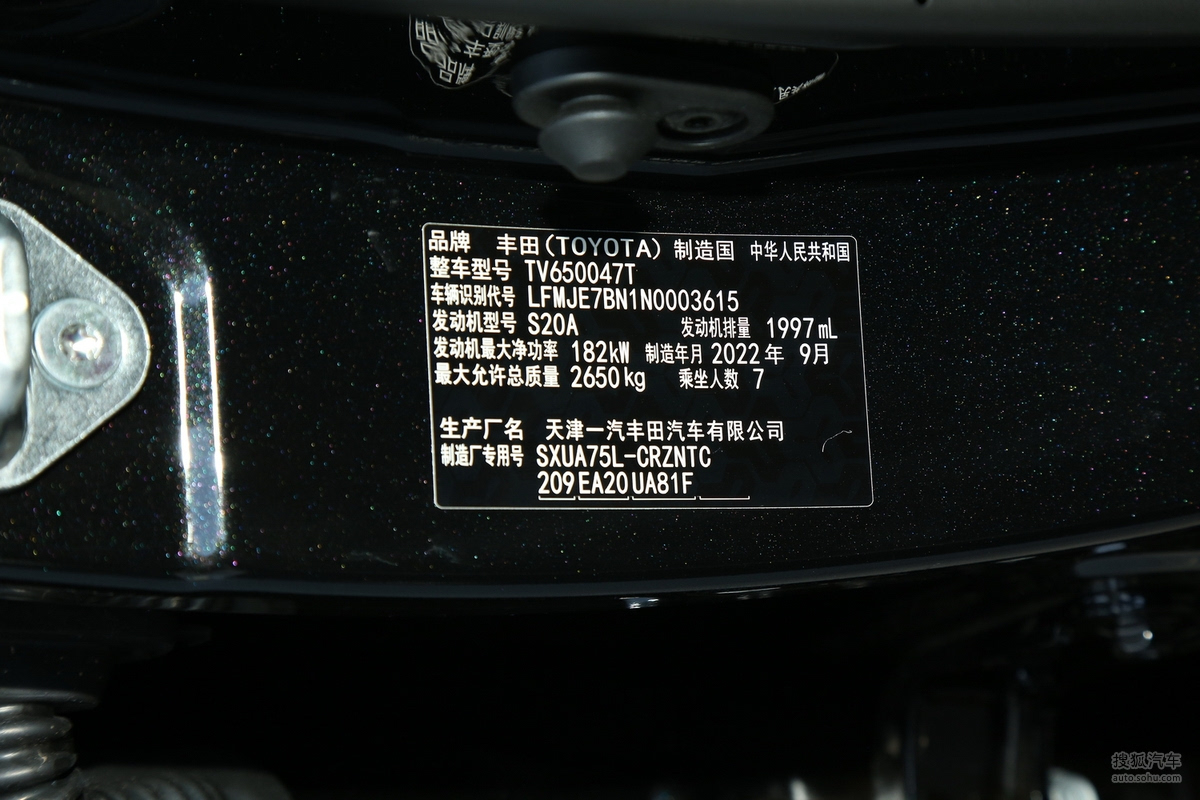 品牌 丰田(TOYOTA) 制造国 中华人民共和国
整车型号 TV650047T
车辆识别代号 LFMJE7BN1N0003615
发动机型号 S20A 发动机排量 1997mL
发动机最大净功率 182kW 制造年月 2022年 9月
最大允许总质量 2650kg 乘坐人数 7
生产厂名 天津一汽丰田汽车有限公司
制造厂专用号 SXUA75L-CRZNTC
209EA20UA81F
搜狐汽车
auto.sohu.com